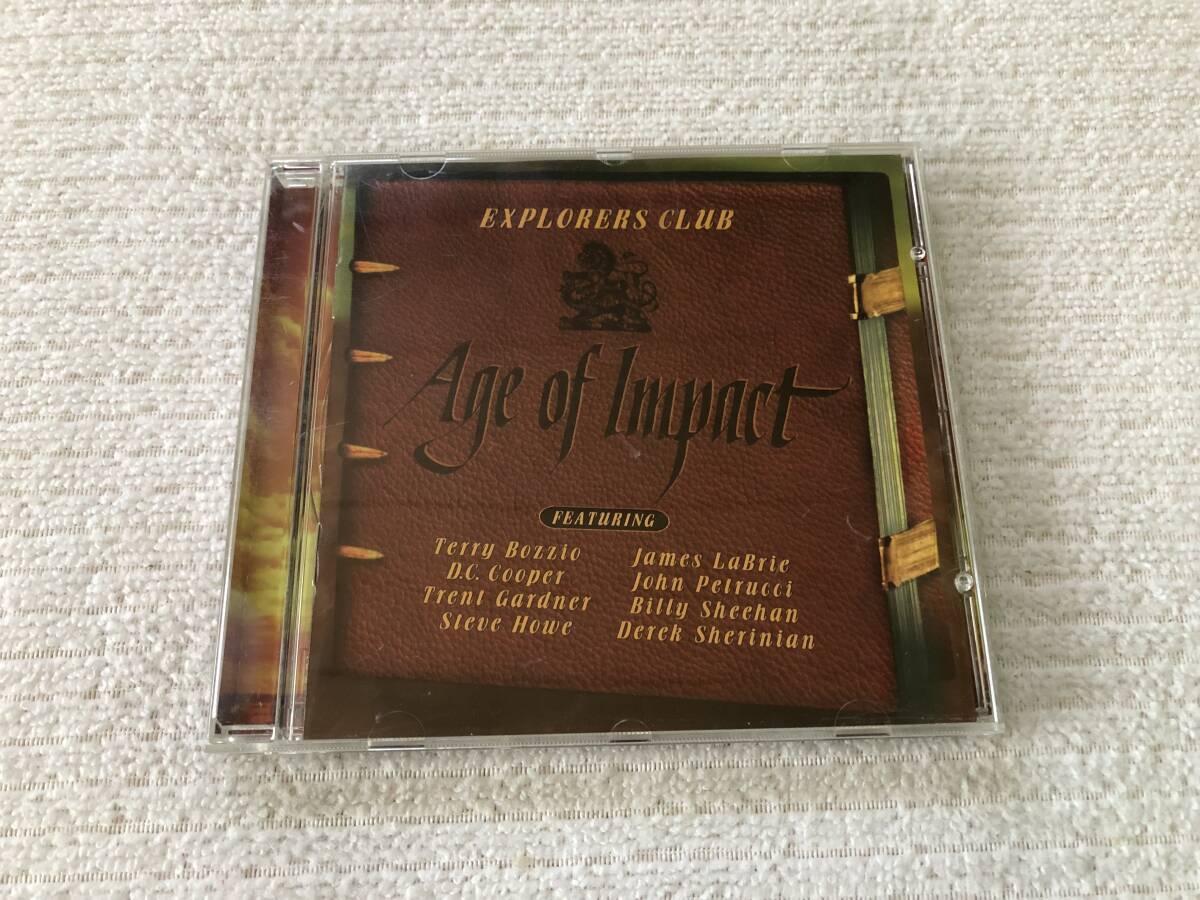 EXPLORERS CLUB
Age of Impact
FEATURING
Terry Bozzio
D.C. Cooper
Trent Gardner
Steve Howe
James LaBrie
John Petrucci
Billy Sheehan
Derek Sherinian